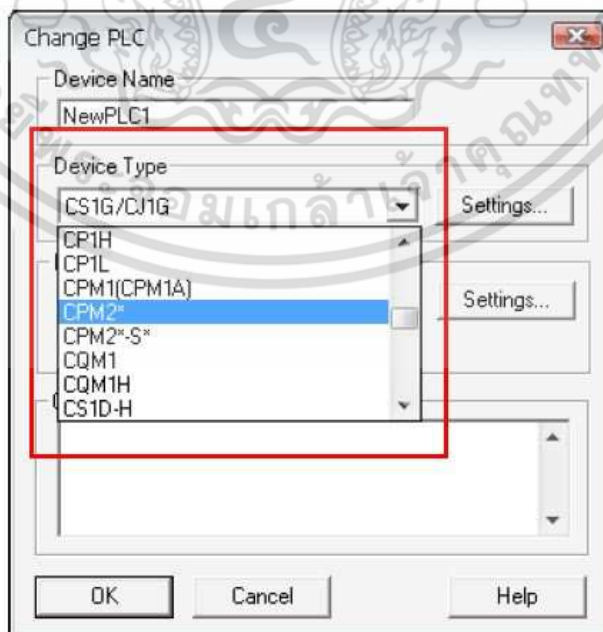 Change PLC
Device Name
NewPLC1
Device Type
CS1G/CJ1G
Settings...
CP1H
CP1L
CPM1(CPM1A)
CPM2*
Settings...
CPM2*-S*
CQM1
CQM1H
CS1D-H
OK
Cancel
Help